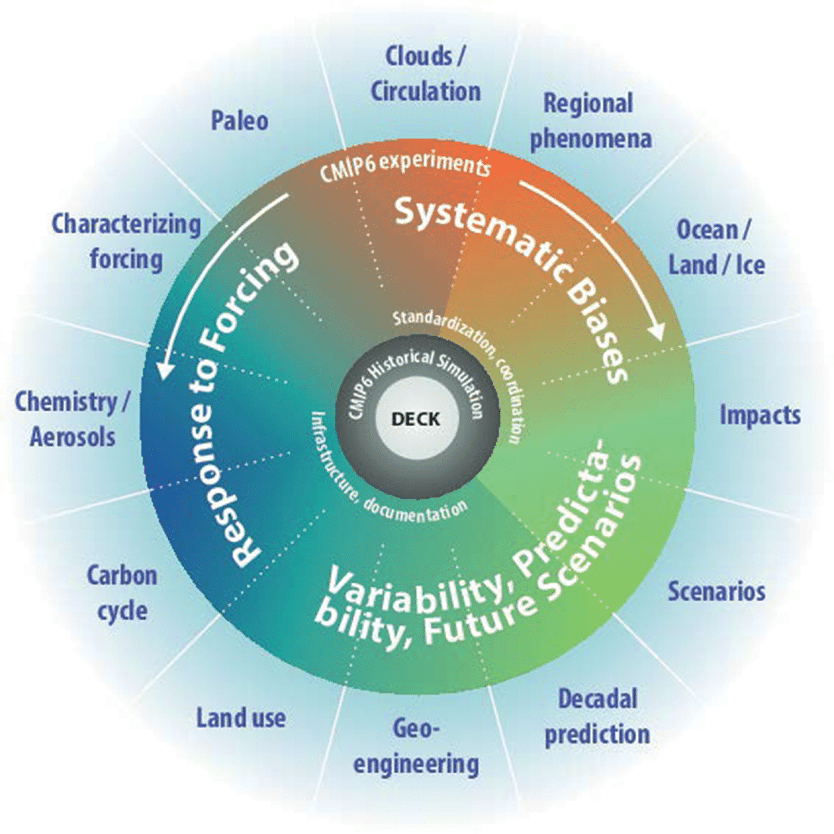 Clouds /
Circulation
Regional
phenomena
Ocean /
Land / Ice
Impacts
Scenarios
Decadal
prediction
Geo-
engineering
Land use
Carbon
cycle
Chemistry /
Aerosols
Characterizing
forcing
Paleo
CMIP6 experiments
Systematic Biases
Variability, Predicta-
bility, Future Scenarios
Response to Forcing
Standardization, coordination
Infrastructure, documentation
CMIP6 Historical Simulation
DECK